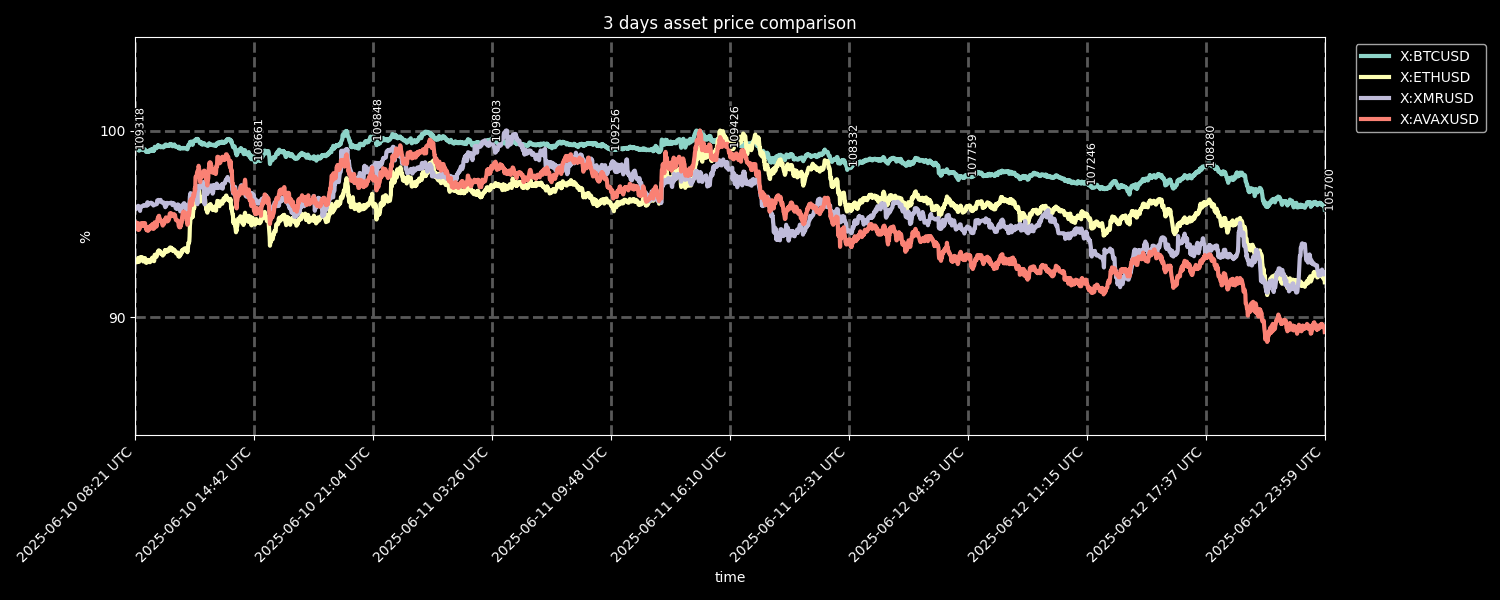 3 days asset price comparison
X:BTCUSD
X:ETHUSD
X:XMRUSD
X:AVAXUSD
100
90
%
109318
108661
109848
109803
109256
109426
108332
107759
107246
108280
105700
2025-06-10 08:21 UTC
2025-06-10 14:42 UTC
2025-06-10 21:04 UTC
2025-06-11 03:26 UTC
2025-06-11 09:48 UTC
2025-06-11 16:10 UTC
2025-06-11 22:31 UTC
2025-06-12 04:53 UTC
2025-06-12 11:15 UTC
2025-06-12 17:37 UTC
2025-06-12 23:59 UTC
time